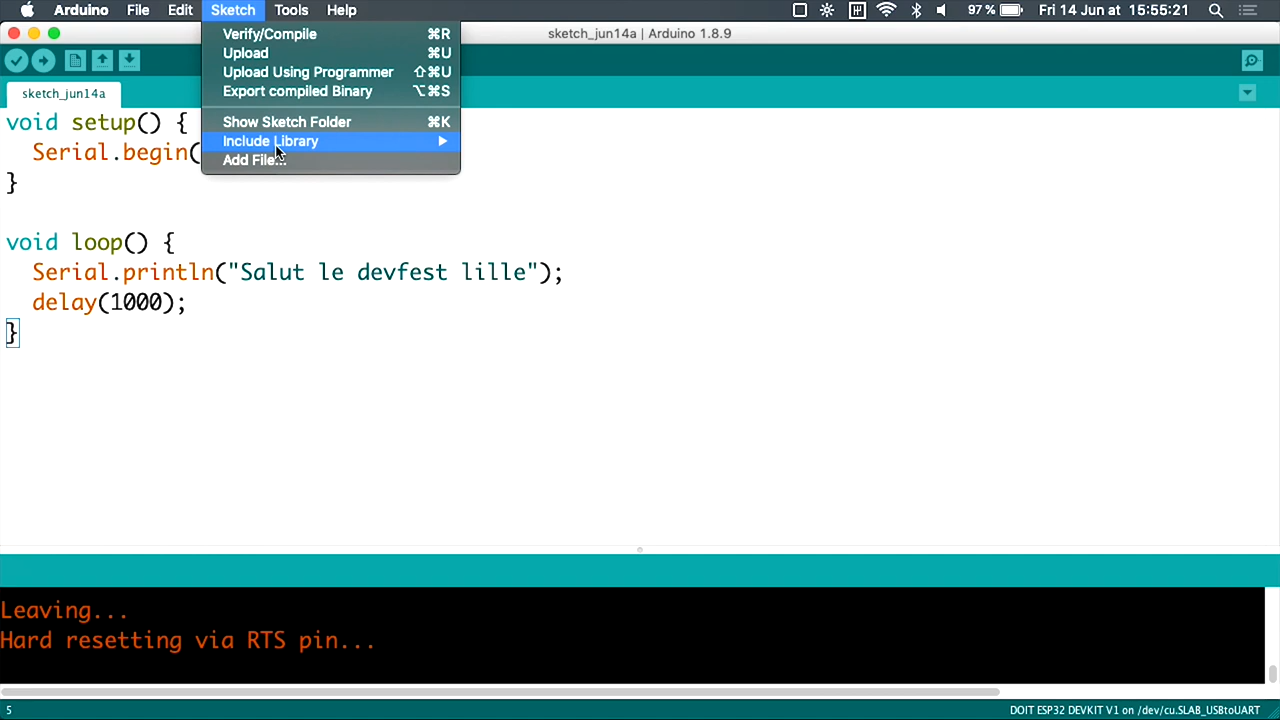 Arduino File Edit Sketch Tools Help 97 % Fri 14 Jun at 15:55:21
sketch_jun14a | Arduino 1.8.9
Verify/Compile ⌘R
Upload ⌘U
Upload Using Programmer ⇧⌘U
Export compiled Binary ⌥⌘S
Show Sketch Folder ⌘K
Include Library
Add File...
sketch_jun14a
void setup() {
Serial.begin(
}
void loop() {
Serial.println("Salut le devfest lille");
delay(1000);
}
Leaving...
Hard resetting via RTS pin...
5 DOIT ESP32 DEVKIT V1 on /dev/cu.SLAB_USBtoUART